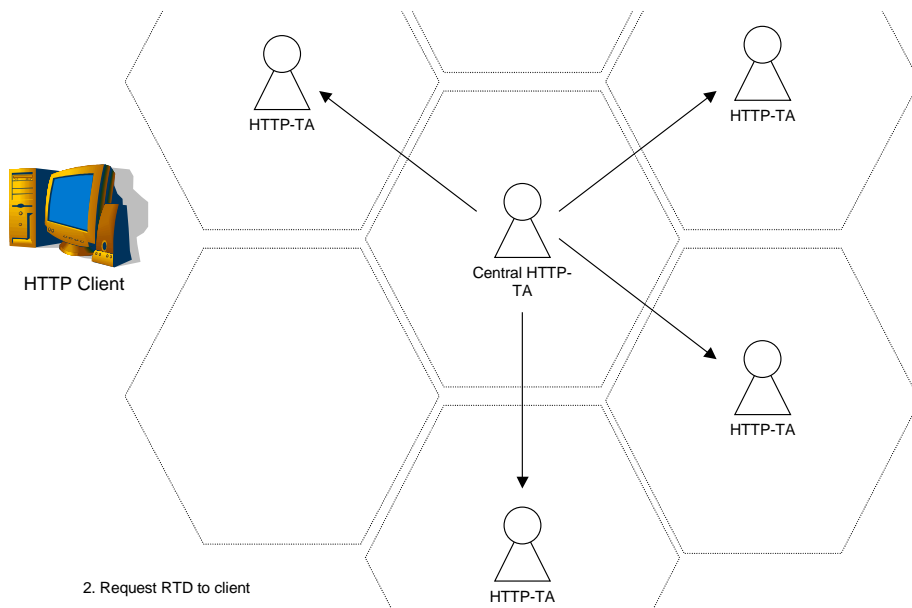 HTTP-TA
HTTP-TA
HTTP Client
Central HTTP-
TA
HTTP-TA
2. Request RTD to client
HTTP-TA